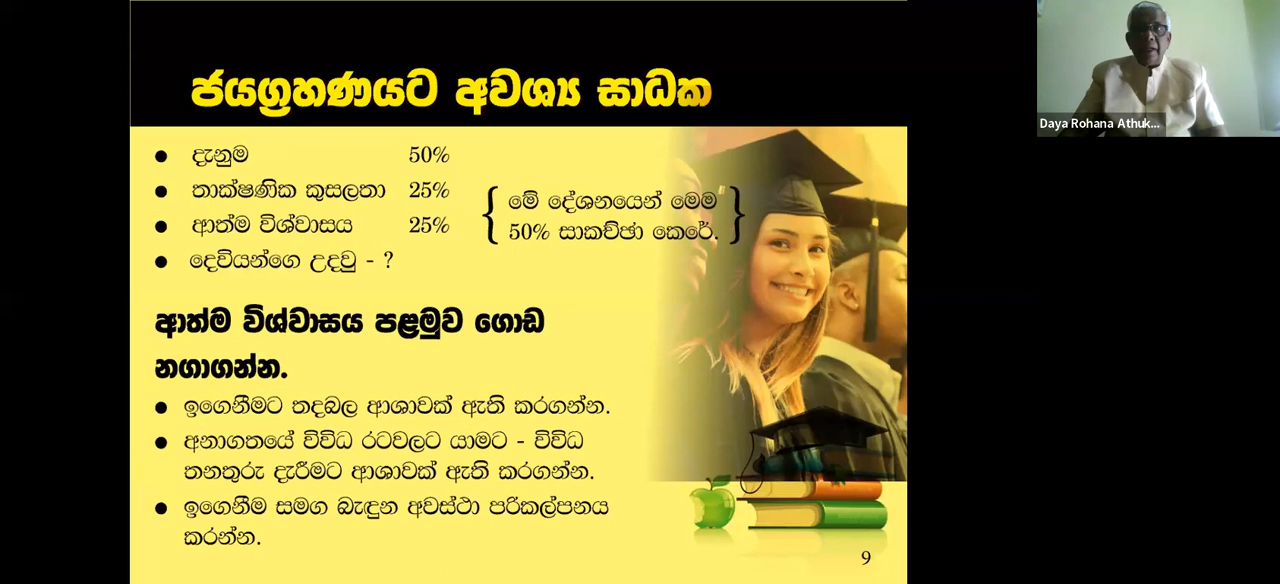 ජයග්‍රහණයට අවශ්‍ය සාධක
● දැනුම 50%
● තාක්ෂණික කුසලතා 25%
● ආත්ම විශ්වාසය 25%
{ මේ දේශනයෙන් මෙම
50% සාකච්ඡා කෙරේ. }
● දෙවියන්ගෙ උදවු - ?
ආත්ම විශ්වාසය පළමුව ගොඩ
නගාගන්න.
● ඉගෙනීමට තදබල ආශාවක් ඇති කරගන්න.
● අනාගතයේ විවිධ රටවලට යාමට - විවිධ
තනතුරු දැරීමට ආශාවක් ඇති කරගන්න.
● ඉගෙනීම සමග බැඳුන අවස්ථා පරිකල්පනය
කරන්න.
9
Daya Rohana Athuk...